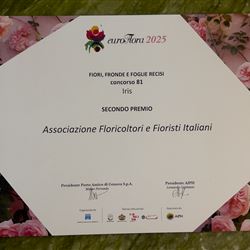 euroflora 2025
FIORI, FRONDE E FOGLIE RECISI
concorso 81
Iris
SECONDO PREMIO
Associazione Floricoltori e Fioristi Italiani
Presidente Porto Antico di Genova S.p.A.
Presidente AIPH